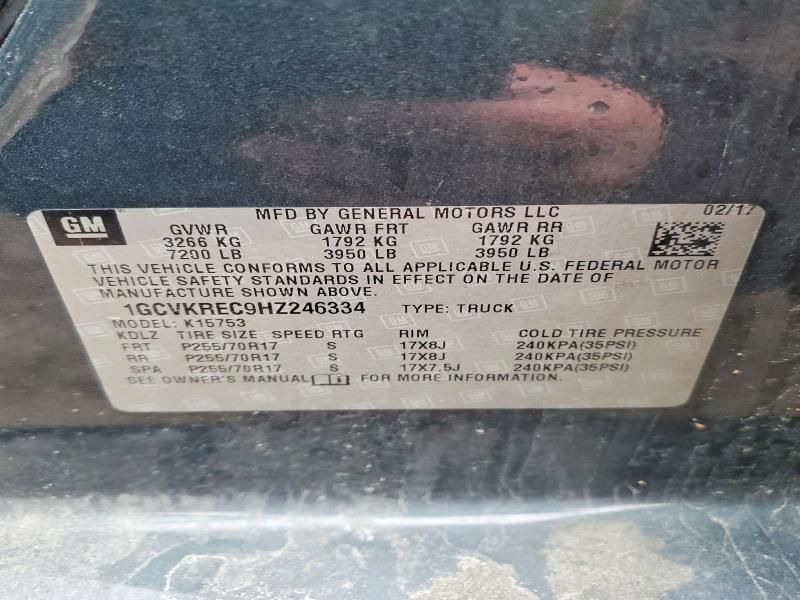 GM
MFD BY GENERAL MOTORS LLC 02/17
GVWR GAWR FRT GAWR RR
3266 KG 1792 KG 1792 KG
7200 LB 3950 LB 3950 LB
THIS VEHICLE CONFORMS TO ALL APPLICABLE U.S. FEDERAL MOTOR
VEHICLE SAFETY STANDARDS IN EFFECT ON THE DATE OF
MANUFACTURE SHOWN ABOVE.
1GCVKREC9HZ246334 TYPE: TRUCK
MODEL: K15753
KDLZ TIRE SIZE SPEED RTG RIM COLD TIRE PRESSURE
FRT P255/70R17 S 17X8J 240KPA(35PSI)
RR P255/70R17 S 17X8J 240KPA(35PSI)
SPA P255/70R17 S 17X7.5J 240KPA(35PSI)
SEE OWNER'S MANUAL FOR MORE INFORMATION.